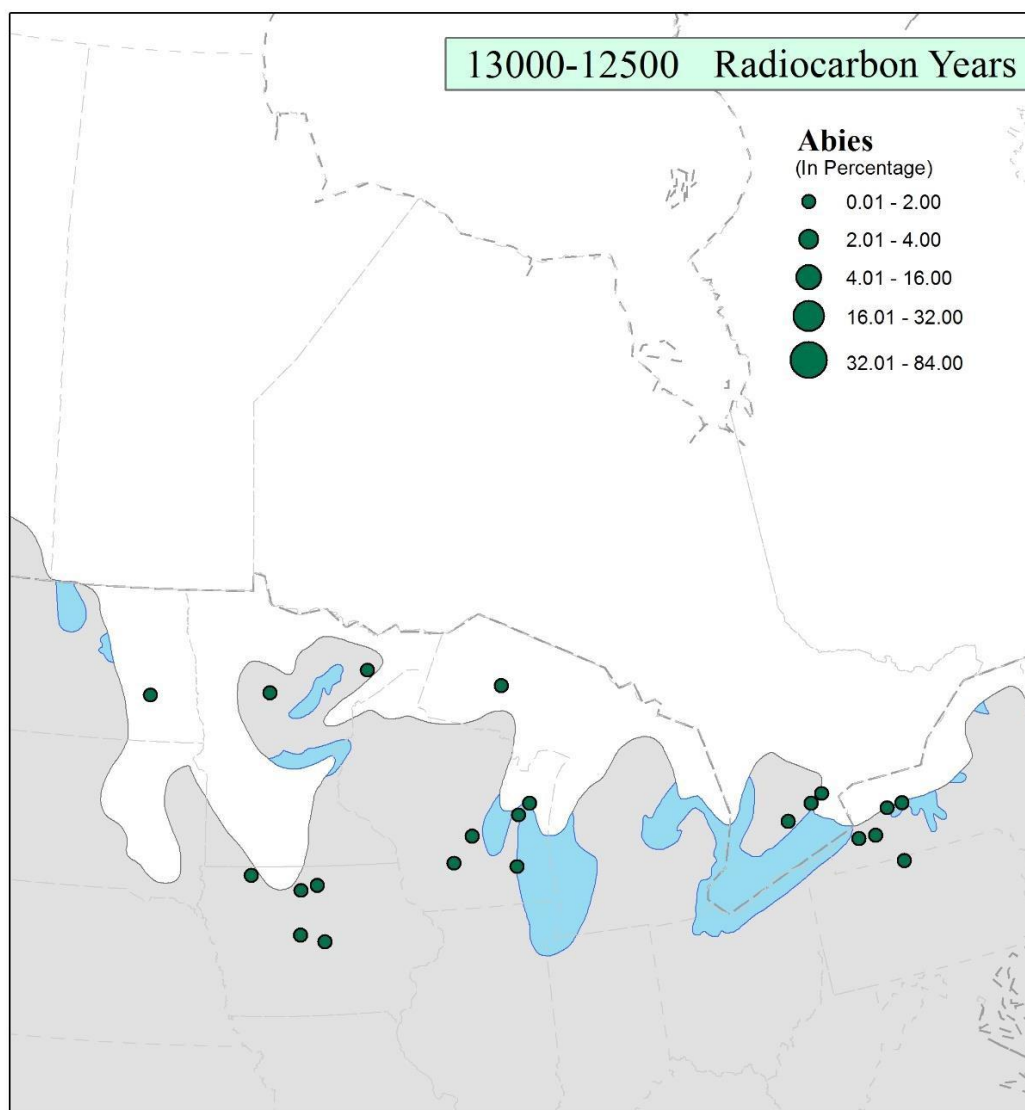 13000-12500 Radiocarbon Years
Abies
(In Percentage)
0.01 - 2.00
2.01 - 4.00
4.01 - 16.00
16.01 - 32.00
32.01 - 84.00